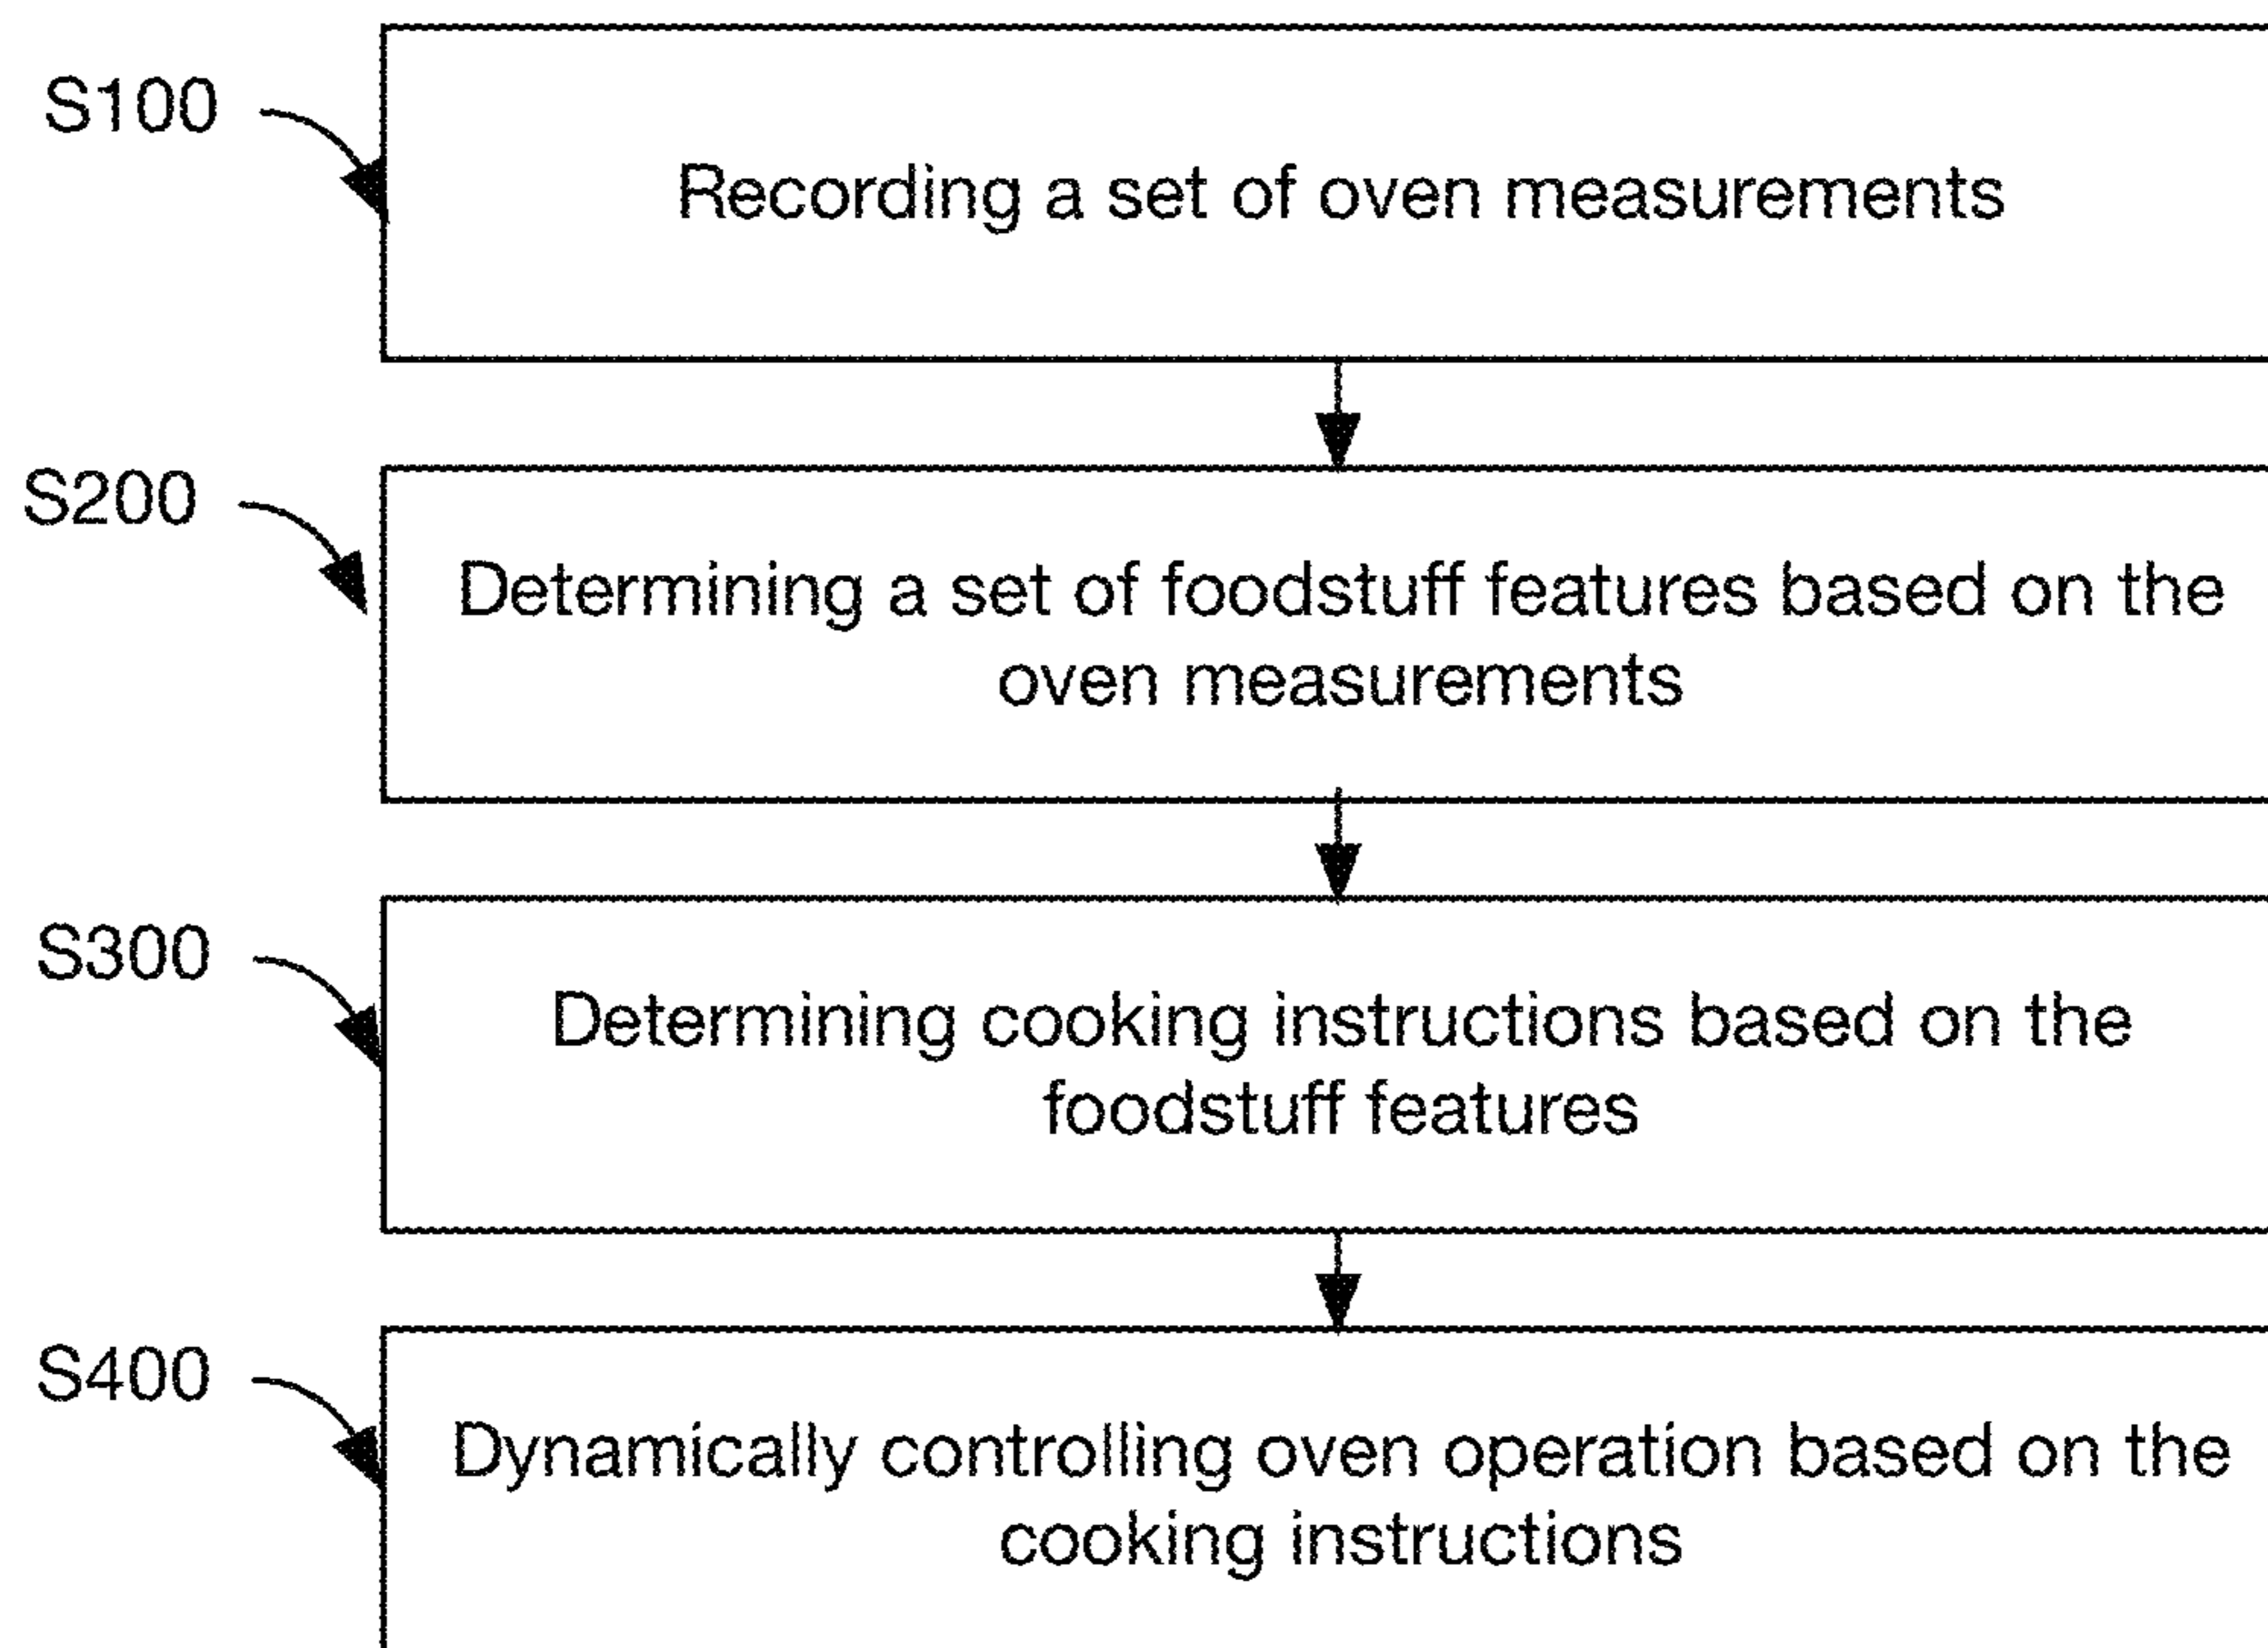 S100
Recording a set of oven measurements
S200
Determining a set of foodstuff features based on the
oven measurements
S300
Determining cooking instructions based on the
foodstuff features
S400
Dynamically controlling oven operation based on the
cooking instructions